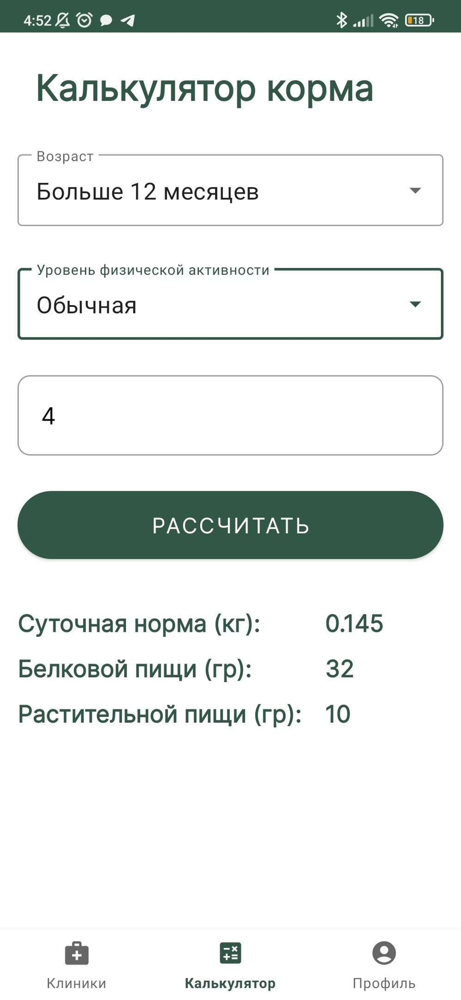 4:52
18
Калькулятор корма
Возраст
Больше 12 месяцев
Уровень физической активности
Обычная
4
РАССЧИТАТЬ
Суточная норма (кг): 0.145
Белковой пищи (гр): 32
Растительной пищи (гр): 10
Клиники Калькулятор Профиль